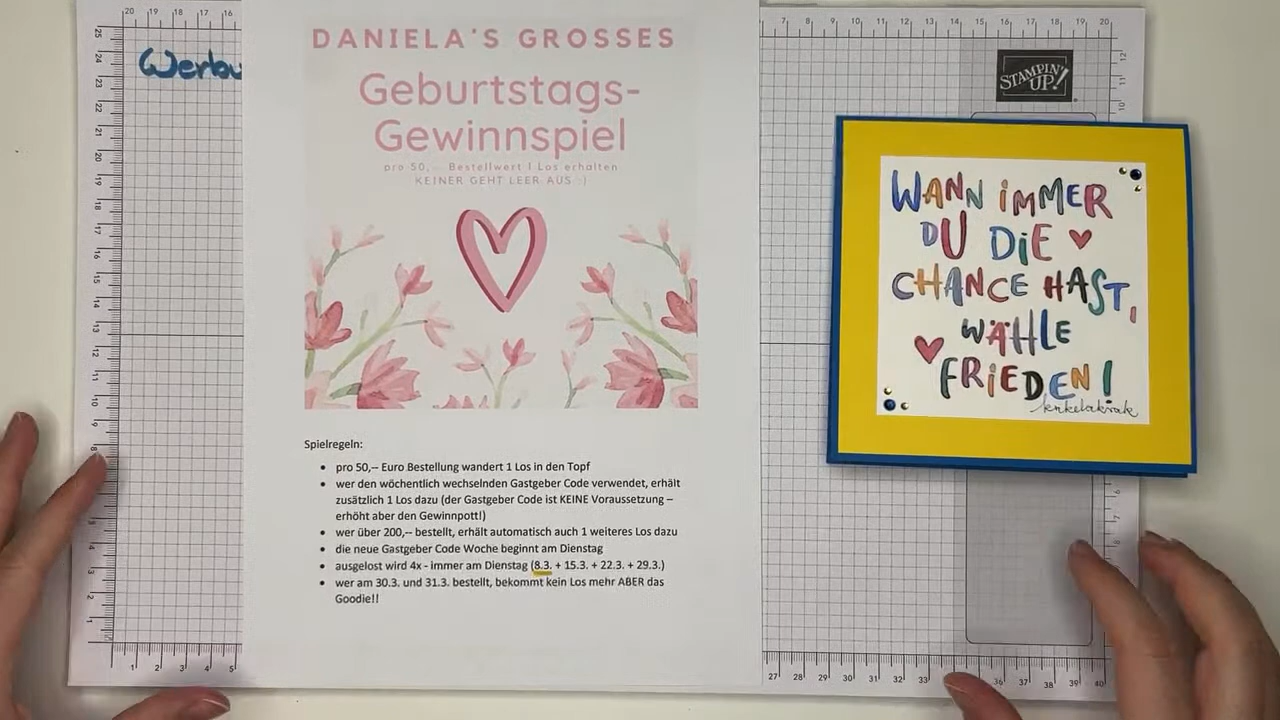 Werbu
DANIELA'S GROSSES
Geburtstags-
Gewinnspiel
pro 50,-- Bestellwert 1 Los erhalten
KEINER GEHT LEER AUS :)
Spielregeln:
• pro 50,-- Euro Bestellung wandert 1 Los in den Topf
• wer den wöchentlich wechselnden Gastgeber Code verwendet, erhält
zusätzlich 1 Los dazu (der Gastgeber Code ist KEINE Voraussetzung –
erhöht aber den Gewinnpott!)
• wer über 200,-- bestellt, erhält automatisch auch 1 weiteres Los dazu
• die neue Gastgeber Code Woche beginnt am Dienstag
• ausgelost wird 4x - immer am Dienstag (8.3. + 15.3. + 22.3. + 29.3.)
• wer am 30.3. und 31.3. bestellt, bekommt kein Los mehr ABER das
Goodie!!
STAMPIN'
UP!
WANN iMMER
DU DiE
CHANCE HAST,
WÄHLE
FRiEDEN!